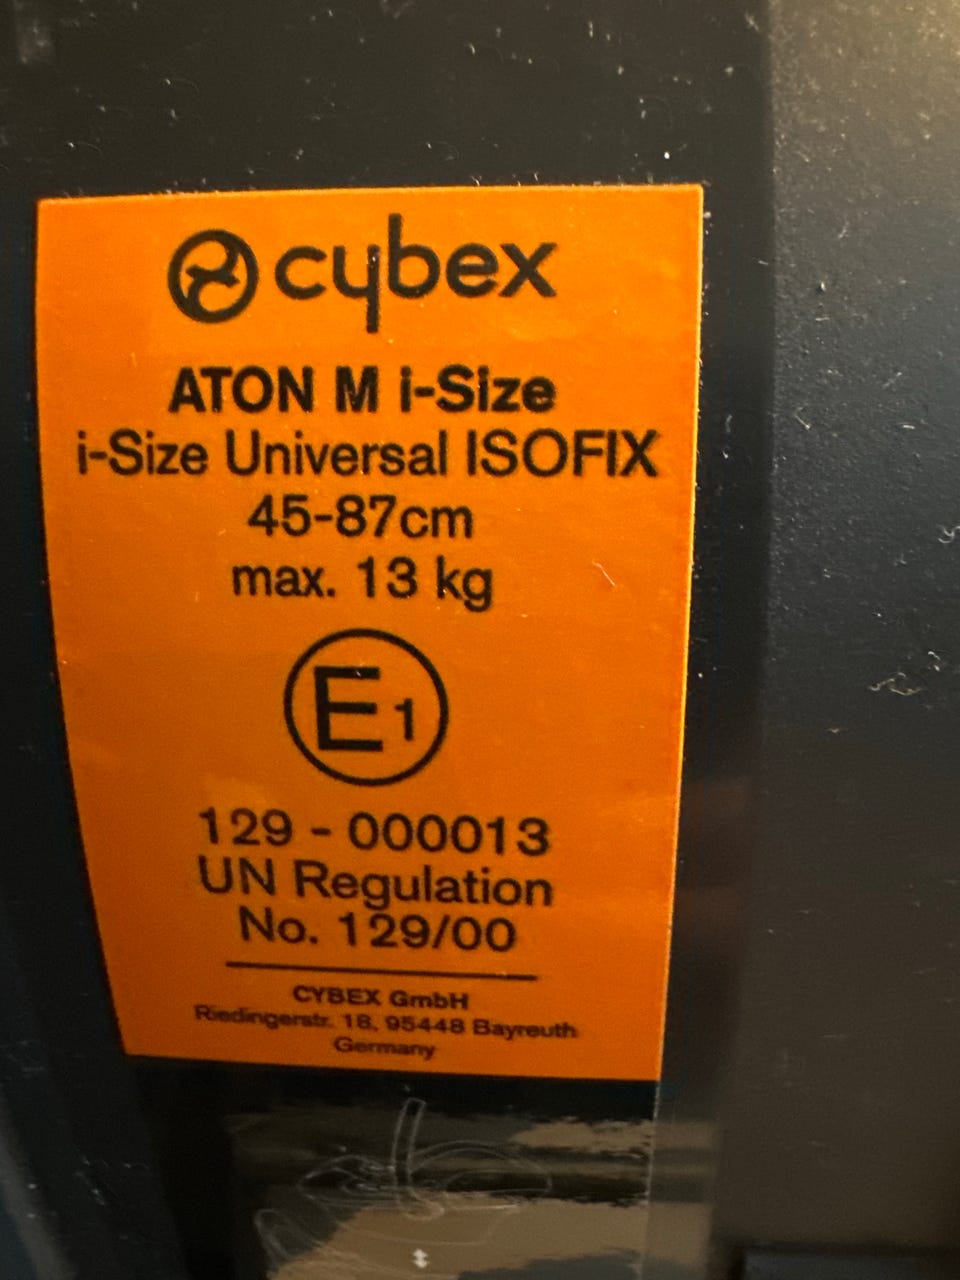 cybex
ATON M i-Size
i-Size Universal ISOFIX
45-87cm
max. 13 kg
E1
129 - 000013
UN Regulation
No. 129/00
CYBEX GmbH
Riedingerstr. 18, 95448 Bayreuth
Germany